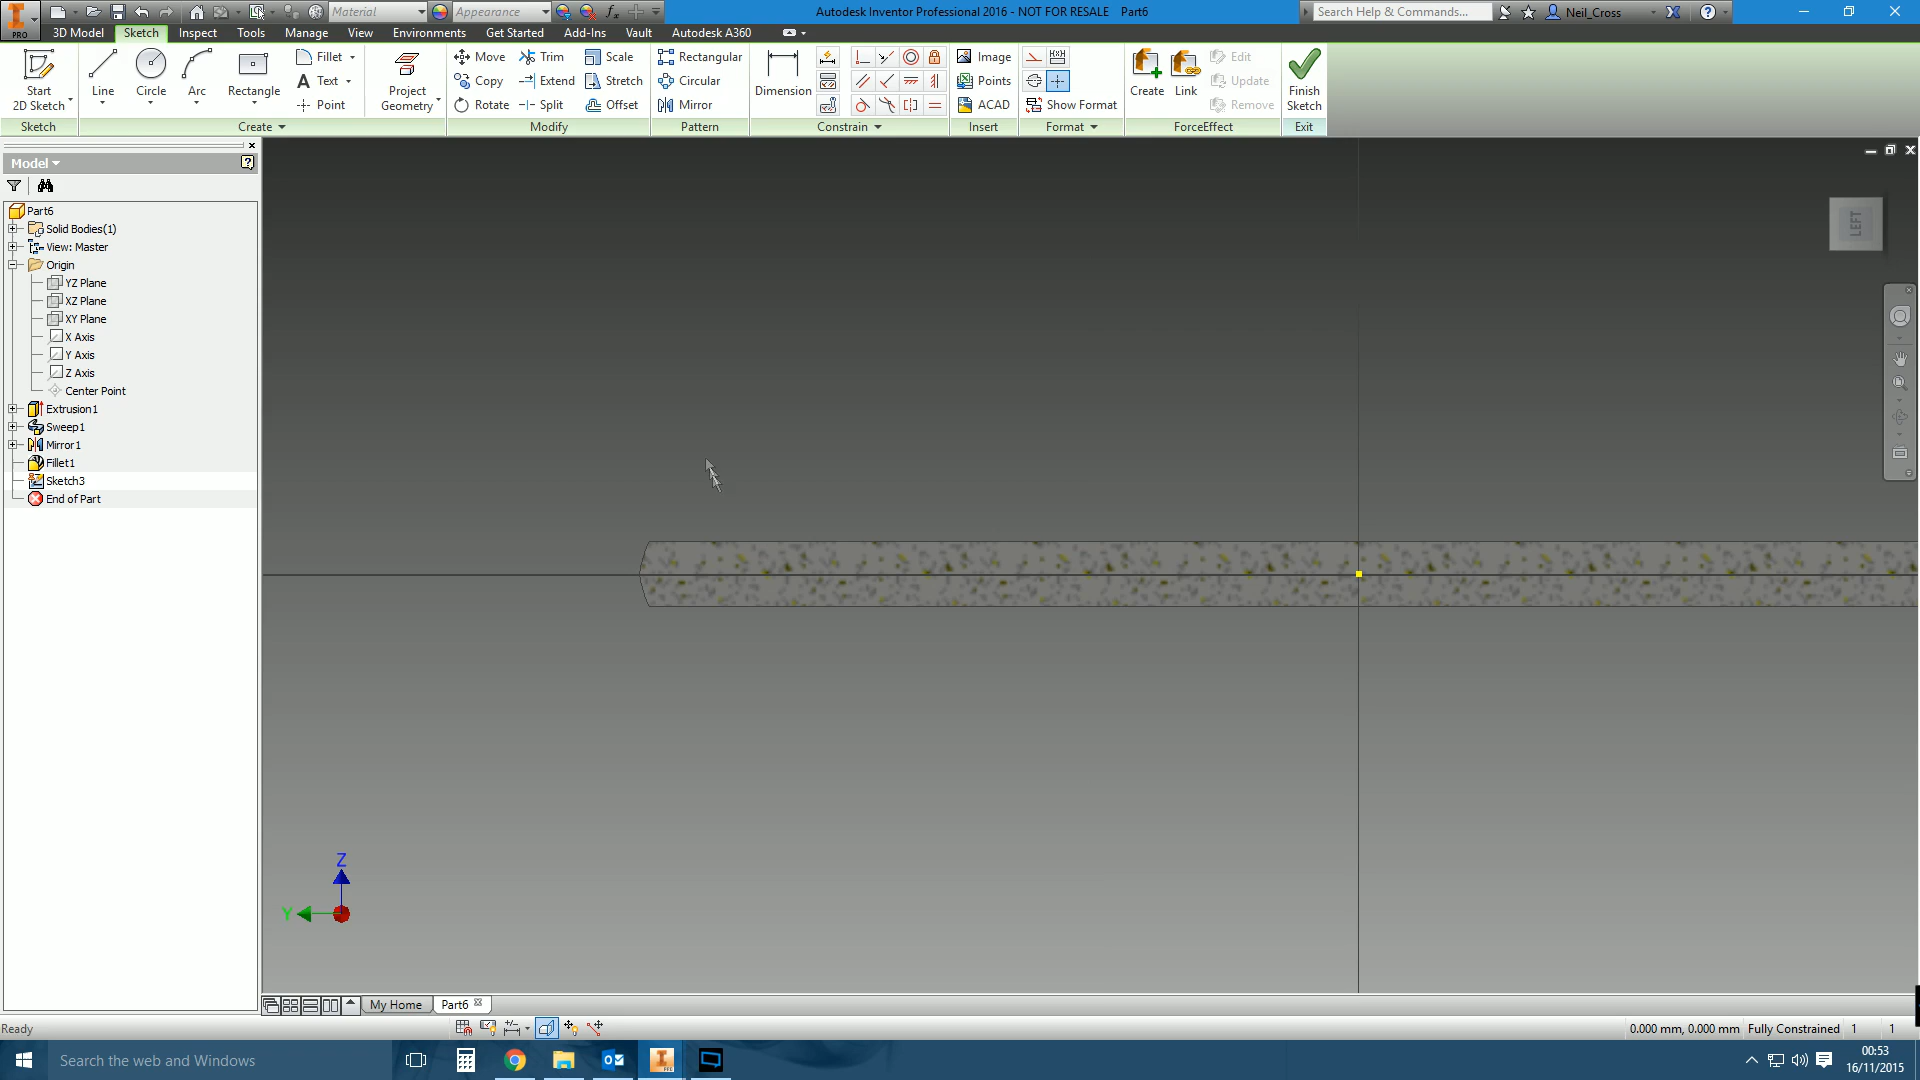 Material
Appearance
Autodesk Inventor Professional 2016 - NOT FOR RESALE Part6
Search Help & Commands...
Neil_Cross
PRO
3D Model
Sketch
Inspect
Tools
Manage
View
Environments
Get Started
Add-Ins
Vault
Autodesk A360
Start
2D Sketch
Line
Circle
Arc
Rectangle
Fillet
Text
Point
Project
Geometry
Move
Copy
Rotate
Trim
Extend
Split
Scale
Stretch
Offset
Rectangular
Circular
Mirror
Dimension
Image
Points
ACAD
Show Format
Create
Link
Edit
Update
Remove
Finish
Sketch
Sketch
Create
Modify
Pattern
Constrain
Insert
Format
ForceEffect
Exit
Model
Part6
Solid Bodies(1)
View: Master
Origin
YZ Plane
XZ Plane
XY Plane
X Axis
Y Axis
Z Axis
Center Point
Extrusion1
Sweep1
Mirror1
Fillet1
Sketch3
End of Part
LEFT
Z
Y
My Home
Part6
Ready
0.000 mm, 0.000 mm
Fully Constrained
1
1
Search the web and Windows
00:53
16/11/2015